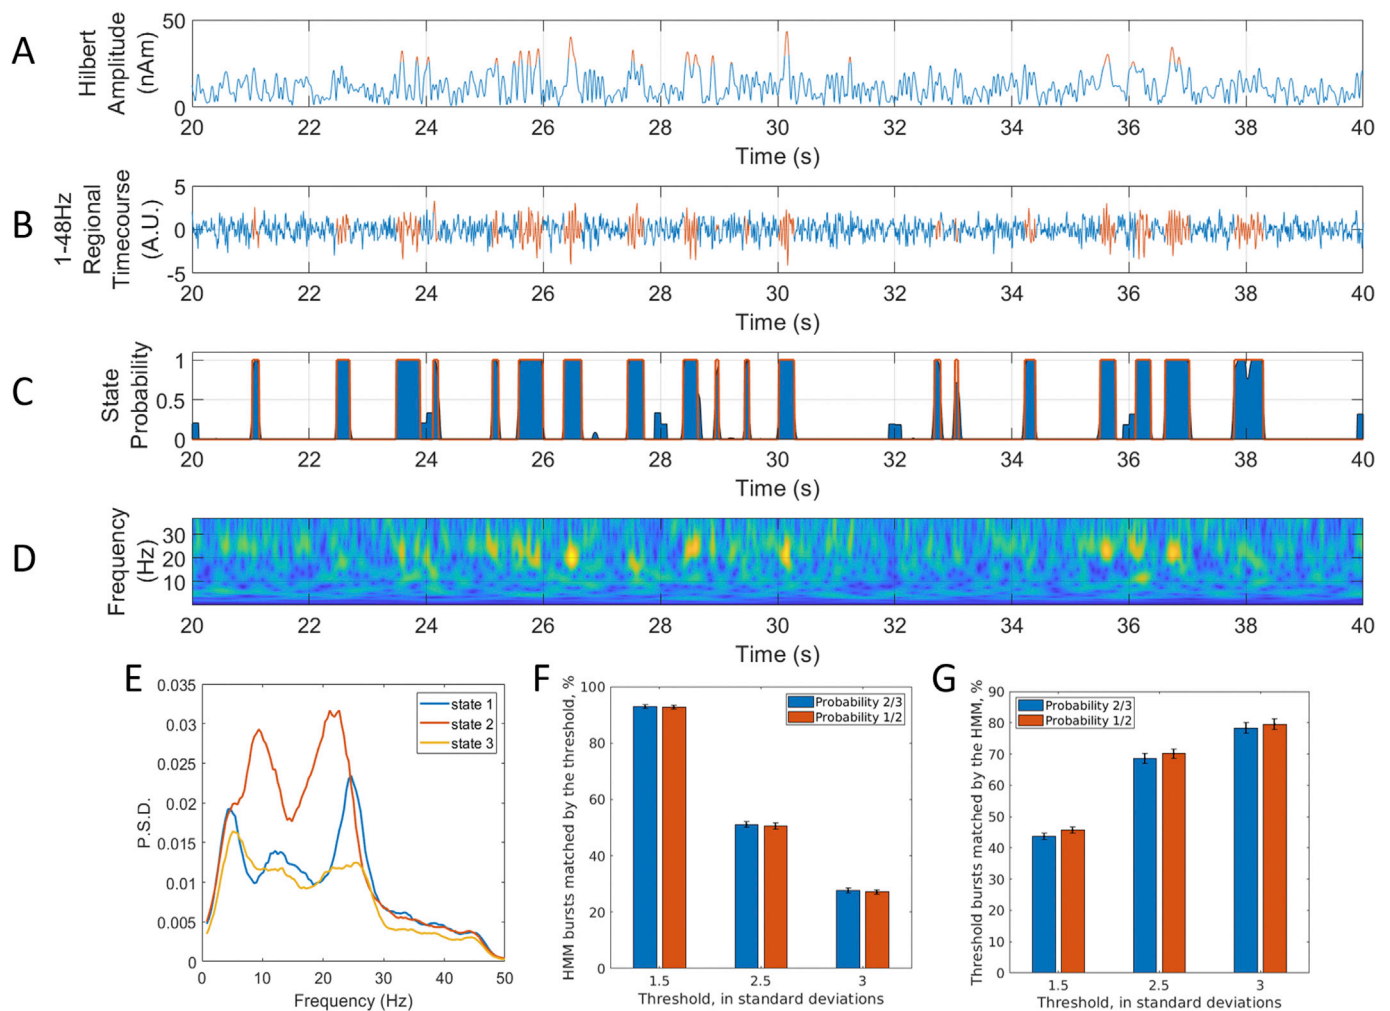 A
Hilbert
Amplitude
(nAm)
50
0
20 22 24 26 28 30 32 34 36 38 40
Time (s)
B
1-48Hz
Regional
Timecourse
(A.U.)
5
0
-5
20 22 24 26 28 30 32 34 36 38 40
Time (s)
C
State
Probability
1
0.5
0
20 22 24 26 28 30 32 34 36 38 40
Time (s)
D
Frequency
(Hz)
30
20
10
20 22 24 26 28 30 32 34 36 38 40
Time (s)
E
P.S.D.
0.035
0.03
0.025
0.02
0.015
0.01
0.005
0
state 1
state 2
state 3
0 10 20 30 40 50
Frequency (Hz)
F
HMM bursts matched by the threshold, %
100
80
60
40
20
0
Probability 2/3
Probability 1/2
1.5 2.5 3
Threshold, in standard deviations
G
Threshold bursts matched by the HMM, %
90
80
70
60
50
40
30
20
10
0
Probability 2/3
Probability 1/2
1.5 2.5 3
Threshold, in standard deviations